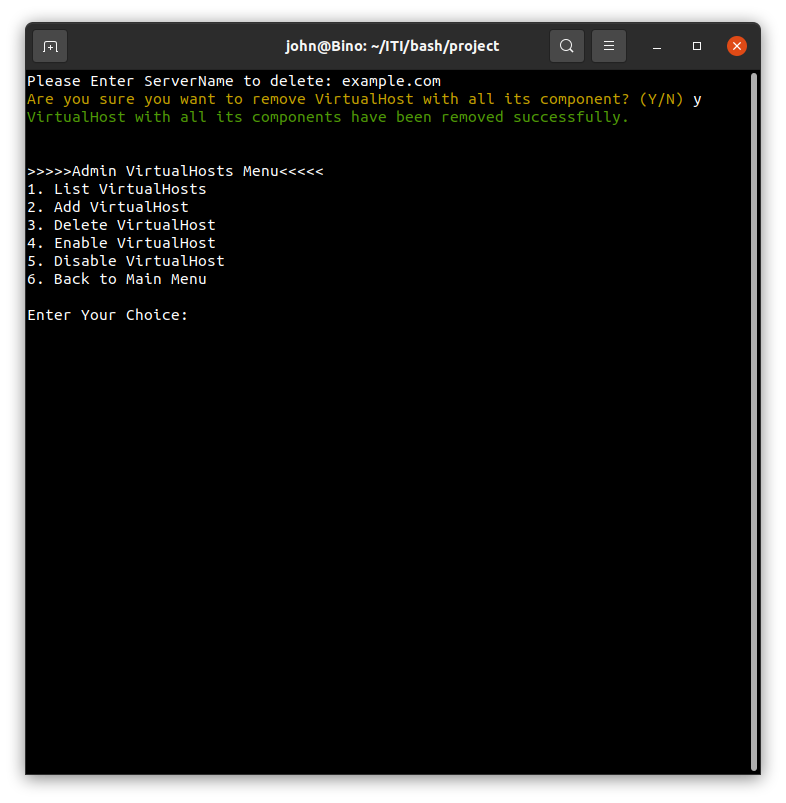 john@Bino: ~/ITI/bash/project
Please Enter ServerName to delete: example.com
Are you sure you want to remove VirtualHost with all its component? (Y/N) y
VirtualHost with all its components have been removed successfully.
>>>>>Admin VirtualHosts Menu<<<<<
1. List VirtualHosts
2. Add VirtualHost
3. Delete VirtualHost
4. Enable VirtualHost
5. Disable VirtualHost
6. Back to Main Menu
Enter Your Choice: